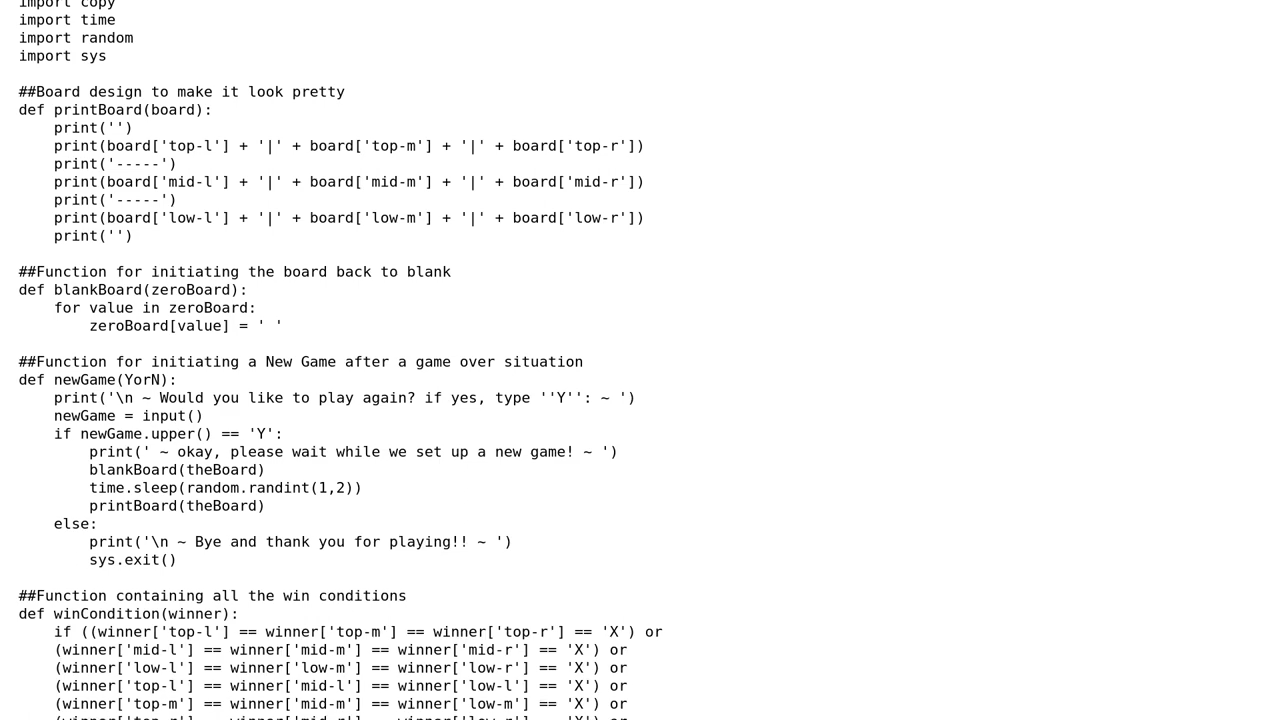 import copy
import time
import random
import sys

##Board design to make it look pretty
def printBoard(board):
    print('')
    print(board['top-l'] + '|' + board['top-m'] + '|' + board['top-r'])
    print('-----')
    print(board['mid-l'] + '|' + board['mid-m'] + '|' + board['mid-r'])
    print('-----')
    print(board['low-l'] + '|' + board['low-m'] + '|' + board['low-r'])
    print('')

##Function for initiating the board back to blank
def blankBoard(zeroBoard):
    for value in zeroBoard:
        zeroBoard[value] = ' '

##Function for initiating a New Game after a game over situation
def newGame(YorN):
    print('\n ~ Would you like to play again? if yes, type ''Y'': ~ ')
    newGame = input()
    if newGame.upper() == 'Y':
        print(' ~ okay, please wait while we set up a new game! ~ ')
        blankBoard(theBoard)
        time.sleep(random.randint(1,2))
        printBoard(theBoard)
    else:
        print('\n ~ Bye and thank you for playing!! ~ ')
        sys.exit()

##Function containing all the win conditions
def winCondition(winner):
    if ((winner['top-l'] == winner['top-m'] == winner['top-r'] == 'X') or
    (winner['mid-l'] == winner['mid-m'] == winner['mid-r'] == 'X') or
    (winner['low-l'] == winner['low-m'] == winner['low-r'] == 'X') or
    (winner['top-l'] == winner['mid-l'] == winner['low-l'] == 'X') or
    (winner['top-m'] == winner['mid-m'] == winner['low-m'] == 'X') or